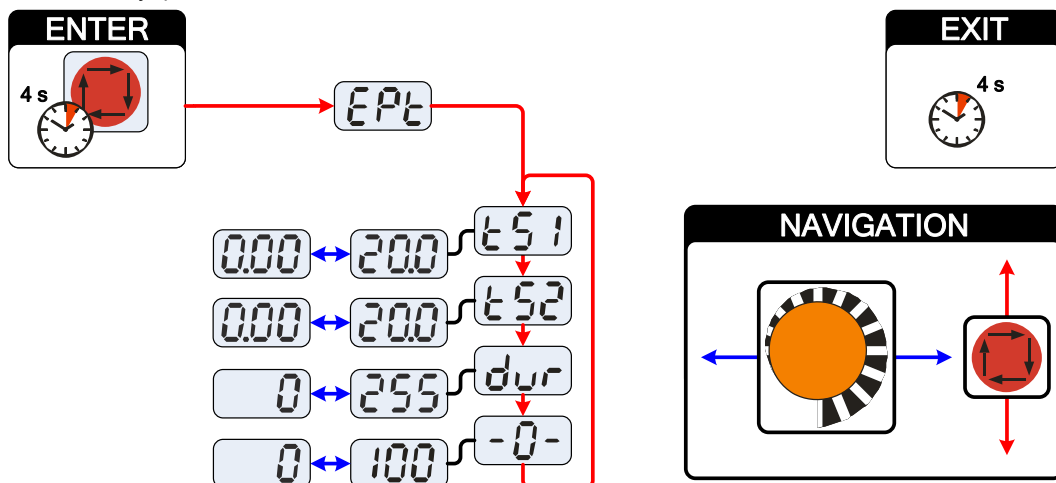 ENTER
EXIT
4 s
4 s
EPt
NAVIGATION
tS1
0.00
20.0
tS2
0.00
20.0
dur
0
255
-0-
0
100